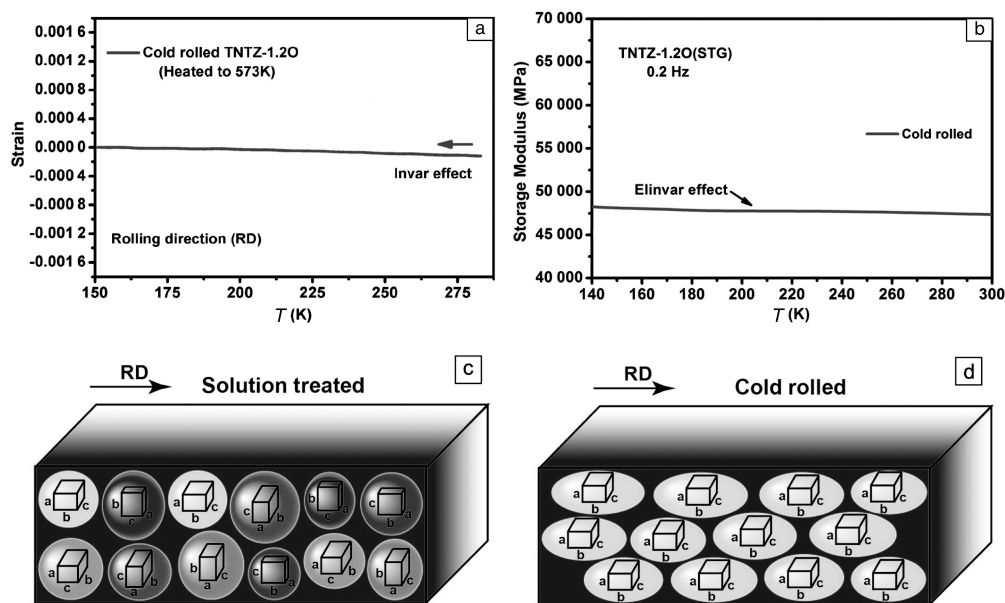 a
0.001 6
0.001 2
0.000 8
0.000 4
0.000 0
-0.000 4
-0.000 8
-0.001 2
-0.001 6
Strain
Cold rolled TNTZ-1.2O
(Heated to 573K)
Invar effect
Rolling direction (RD)
150 175 200 225 250 275
T (K)
b
70 000
65 000
60 000
55 000
50 000
45 000
40 000
Storage Modulus (MPa)
TNTZ-1.2O(STG)
0.2 Hz
Cold rolled
Elinvar effect
140 160 180 200 220 240 260 280 300
T (K)
c
RD
Solution treated
a c b
b a c
a c b
c b a
b a c
c a b
a b c
c b a
b c a
c a b
a b c
b a c
d
RD
Cold rolled
a c b
a c b
a c b
a c b
a c b
a c b
a c b
a c b
a c b
a c b
a c b
a c b